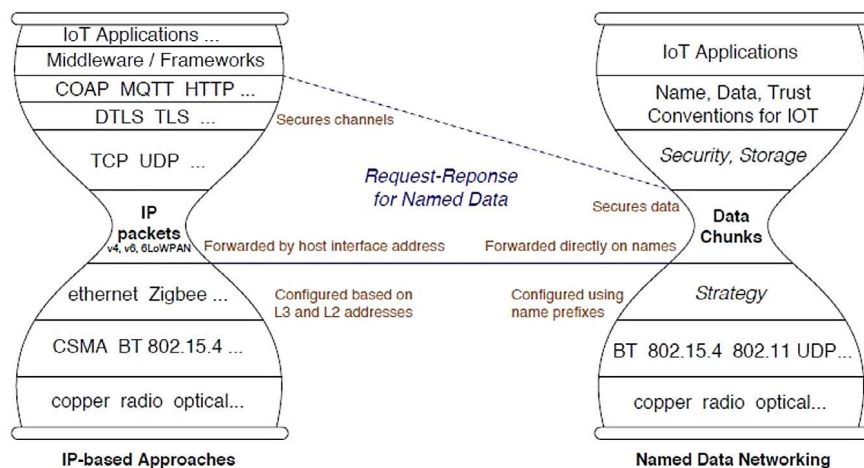 IoT Applications ...
Middleware / Frameworks
COAP MQTT HTTP ...
DTLS TLS ...
TCP UDP ...
IP
packets
v4, v6, 6LoWPAN
ethernet Zigbee ...
CSMA BT 802.15.4 ...
copper radio optical...
IP-based Approaches
Secures channels
Request-Reponse
for Named Data
Secures data
Forwarded by host interface address
Forwarded directly on names
Configured based on
L3 and L2 addresses
Configured using
name prefixes
IoT Applications
Name, Data, Trust
Conventions for IOT
Security, Storage
Data
Chunks
Strategy
BT 802.15.4 802.11 UDP...
copper radio optical...
Named Data Networking